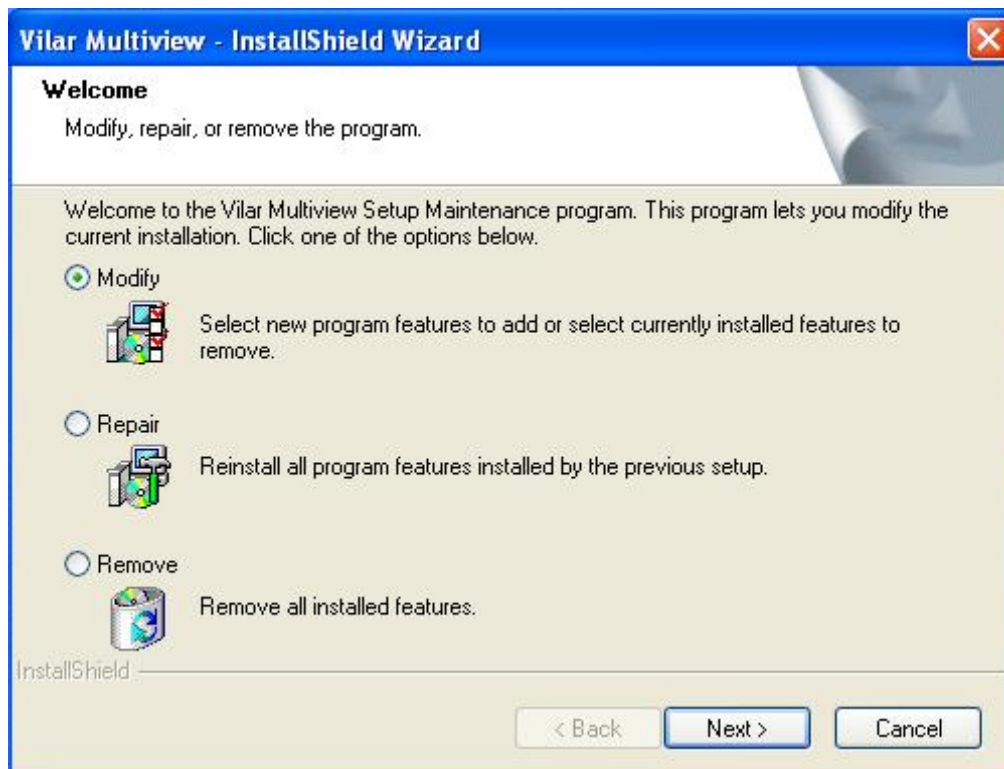 Vilar Multiview - InstallShield Wizard
Welcome
Modify, repair, or remove the program.
Welcome to the Vilar Multiview Setup Maintenance program. This program lets you modify the
current installation. Click one of the options below.
Modify
Select new program features to add or select currently installed features to
remove.
Repair
Reinstall all program features installed by the previous setup.
Remove
Remove all installed features.
InstallShield
< Back Next > Cancel